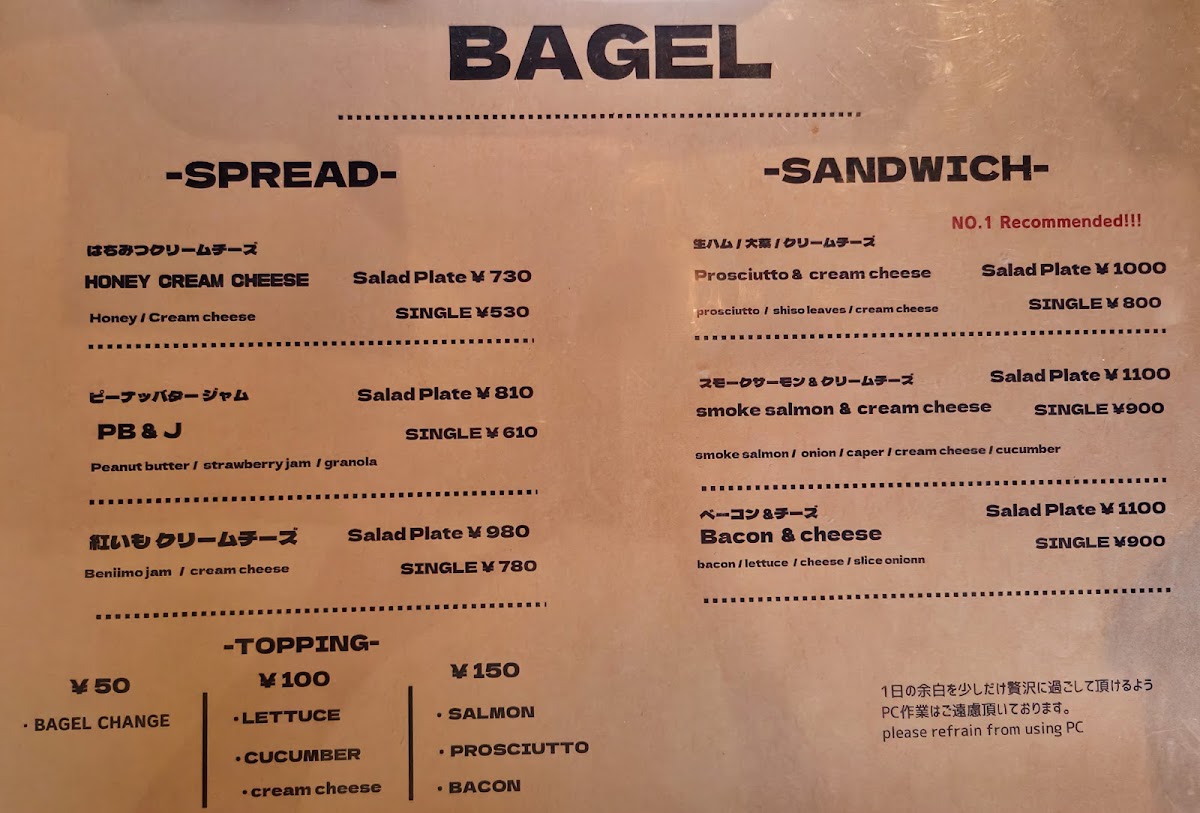 BAGEL
-SPREAD-
はちみつクリームチーズ
HONEY CREAM CHEESE Salad Plate ¥ 730
Honey / Cream cheese SINGLE ¥530
ピーナッバター ジャム Salad Plate ¥ 810
PB & J SINGLE ¥ 610
Peanut butter / strawberry jam / granola
紅いも クリームチーズ Salad Plate ¥ 980
Beniimo jam / cream cheese SINGLE ¥ 780
-SANDWICH-
NO.1 Recommended!!!
生ハム / 大葉 / クリームチーズ
Prosciutto & cream cheese Salad Plate ¥ 1000
prosciutto / shiso leaves / cream cheese SINGLE ¥ 800
スモークサーモン & クリームチーズ Salad Plate ¥ 1100
smoke salmon & cream cheese SINGLE ¥900
smoke salmon / onion / caper / cream cheese / cucumber
ベーコン &チーズ Salad Plate ¥ 1100
Bacon & cheese SINGLE ¥900
bacon / lettuce / cheese / slice onionn
-TOPPING-
¥ 50
・BAGEL CHANGE
¥ 100
・LETTUCE
・CUCUMBER
・cream cheese
¥ 150
・SALMON
・PROSCIUTTO
・BACON
1日の余白を少しだけ贅沢に過ごして頂けるよう
PC作業はご遠慮頂いております。
please refrain from using PC